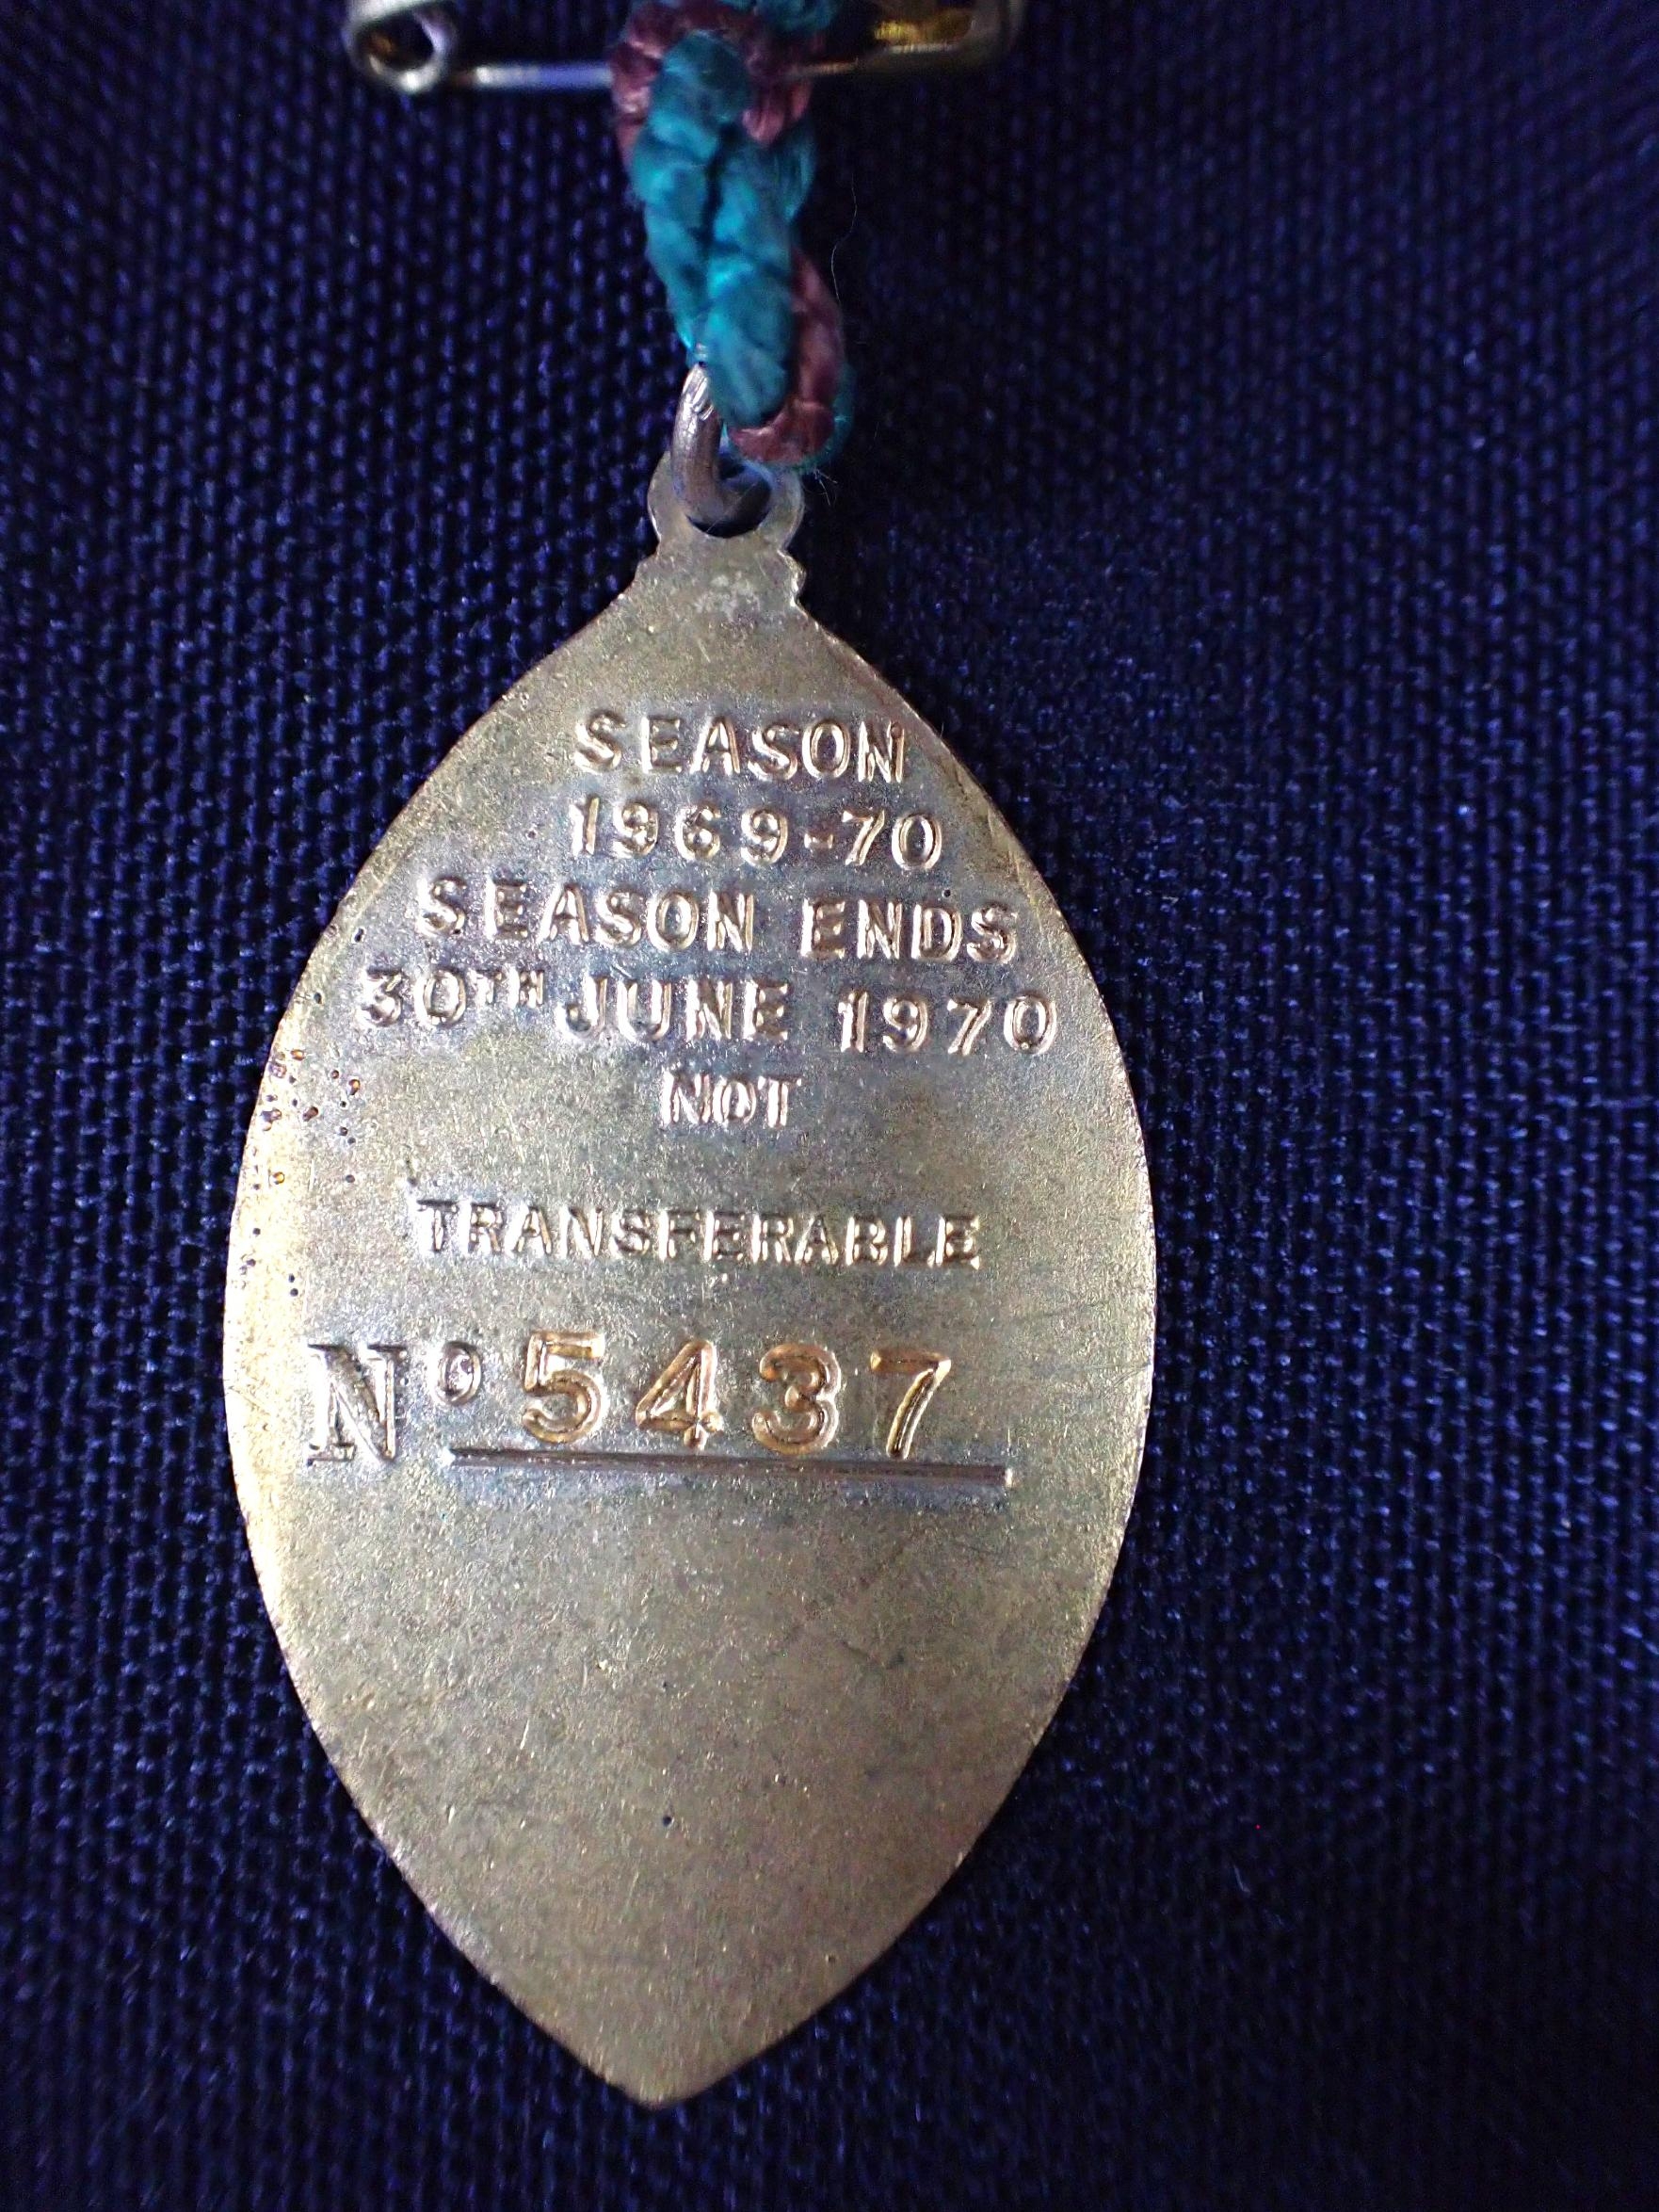 SEASON
1969-70
SEASON ENDS
30TH JUNE 1970
NOT
TRANSFERABLE
No 5437